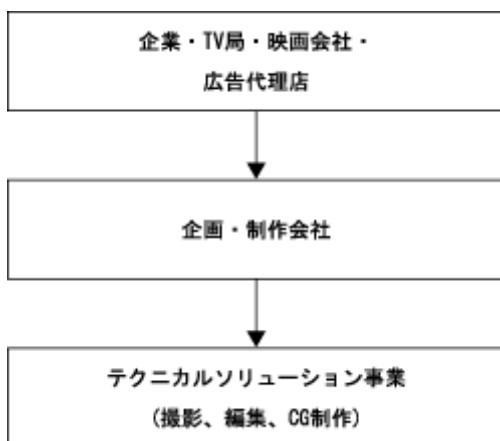 企業・TV局・映画会社・
広告代理店
企画・制作会社
テクニカルソリューション事業
(撮影、編集、CG制作)